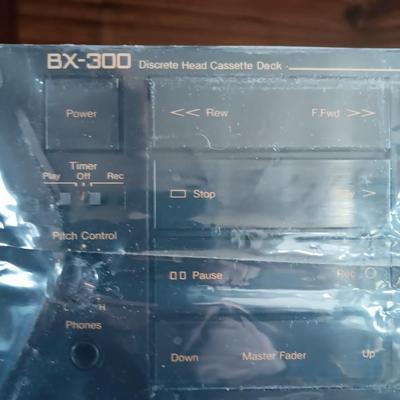 BX-300 Discrete Head Cassette Deck
Power
<< Rew F.Fwd >>
Timer
Play Off Rec
Stop >
Pitch Control
Pause Rec
H
Phones
Down Master Fader Up